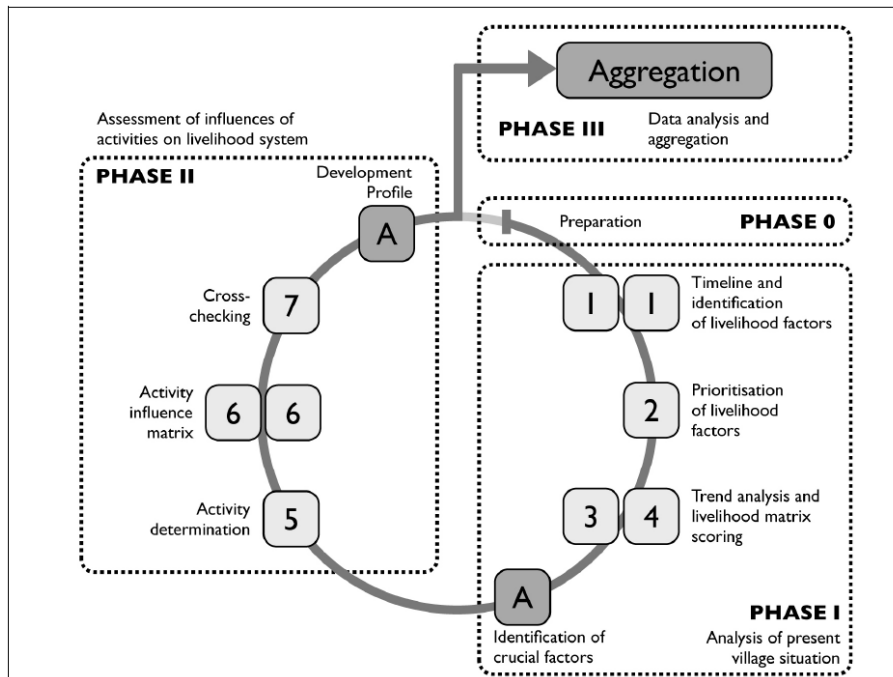 Aggregation
PHASE III
Data analysis and
aggregation
Assessment of influences of
activities on livelihood system
PHASE II
Development
Profile
A
Preparation
PHASE 0
Cross-
checking
7
1
1
Timeline and
identification
of livelihood factors
Activity
influence
matrix
6
6
2
Prioritisation
of livelihood
factors
Activity
determination
5
3
4
Trend analysis and
livelihood matrix
scoring
A
Identification of
crucial factors
PHASE I
Analysis of present
village situation